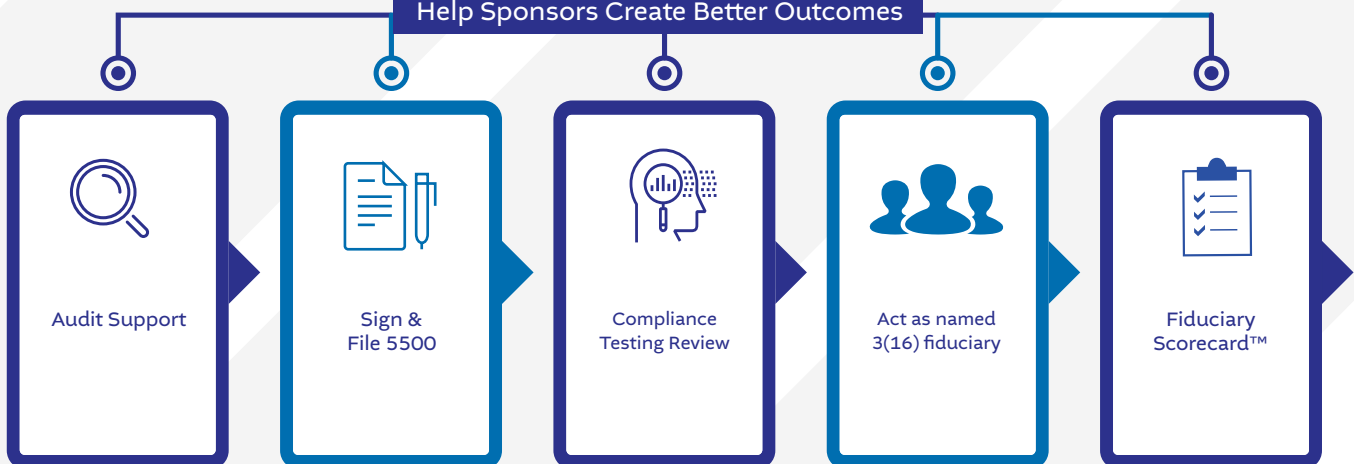 Help Sponsors Create Better Outcomes
Audit Support
Sign &
File 5500
Compliance
Testing Review
Act as named
3(16) fiduciary
Fiduciary
Scorecard™